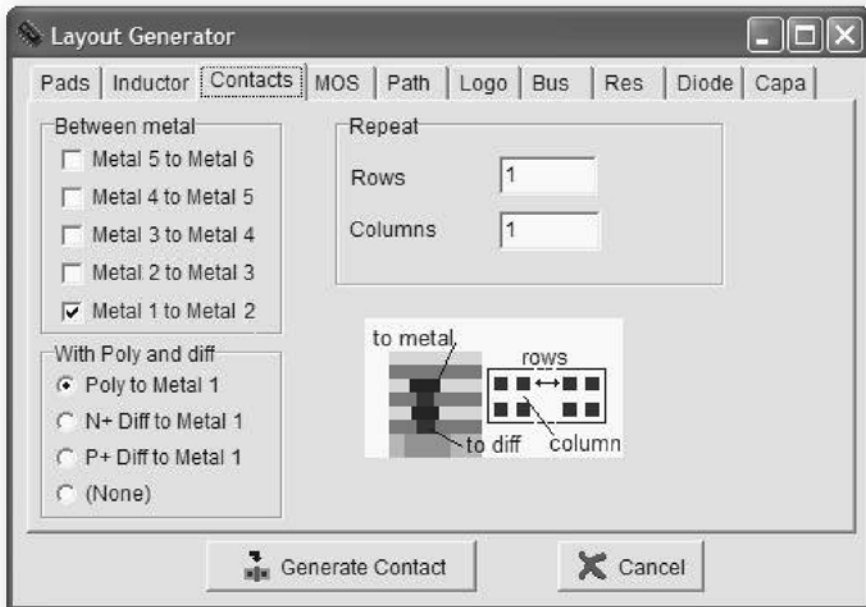 Layout Generator
Pads Inductor Contacts MOS Path Logo Bus Res Diode Capa
Between metal
Metal 5 to Metal 6
Metal 4 to Metal 5
Metal 3 to Metal 4
Metal 2 to Metal 3
Metal 1 to Metal 2
With Poly and diff
Poly to Metal 1
N+ Diff to Metal 1
P+ Diff to Metal 1
(None)
Repeat
Rows 1
Columns 1
to metal
rows
to diff
column
Generate Contact
Cancel